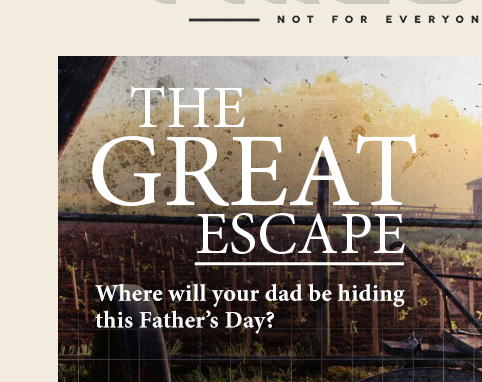 NOT FOR EVERYON
THE
GREAT
ESCAPE
Where will your dad be hiding
this Father's Day?